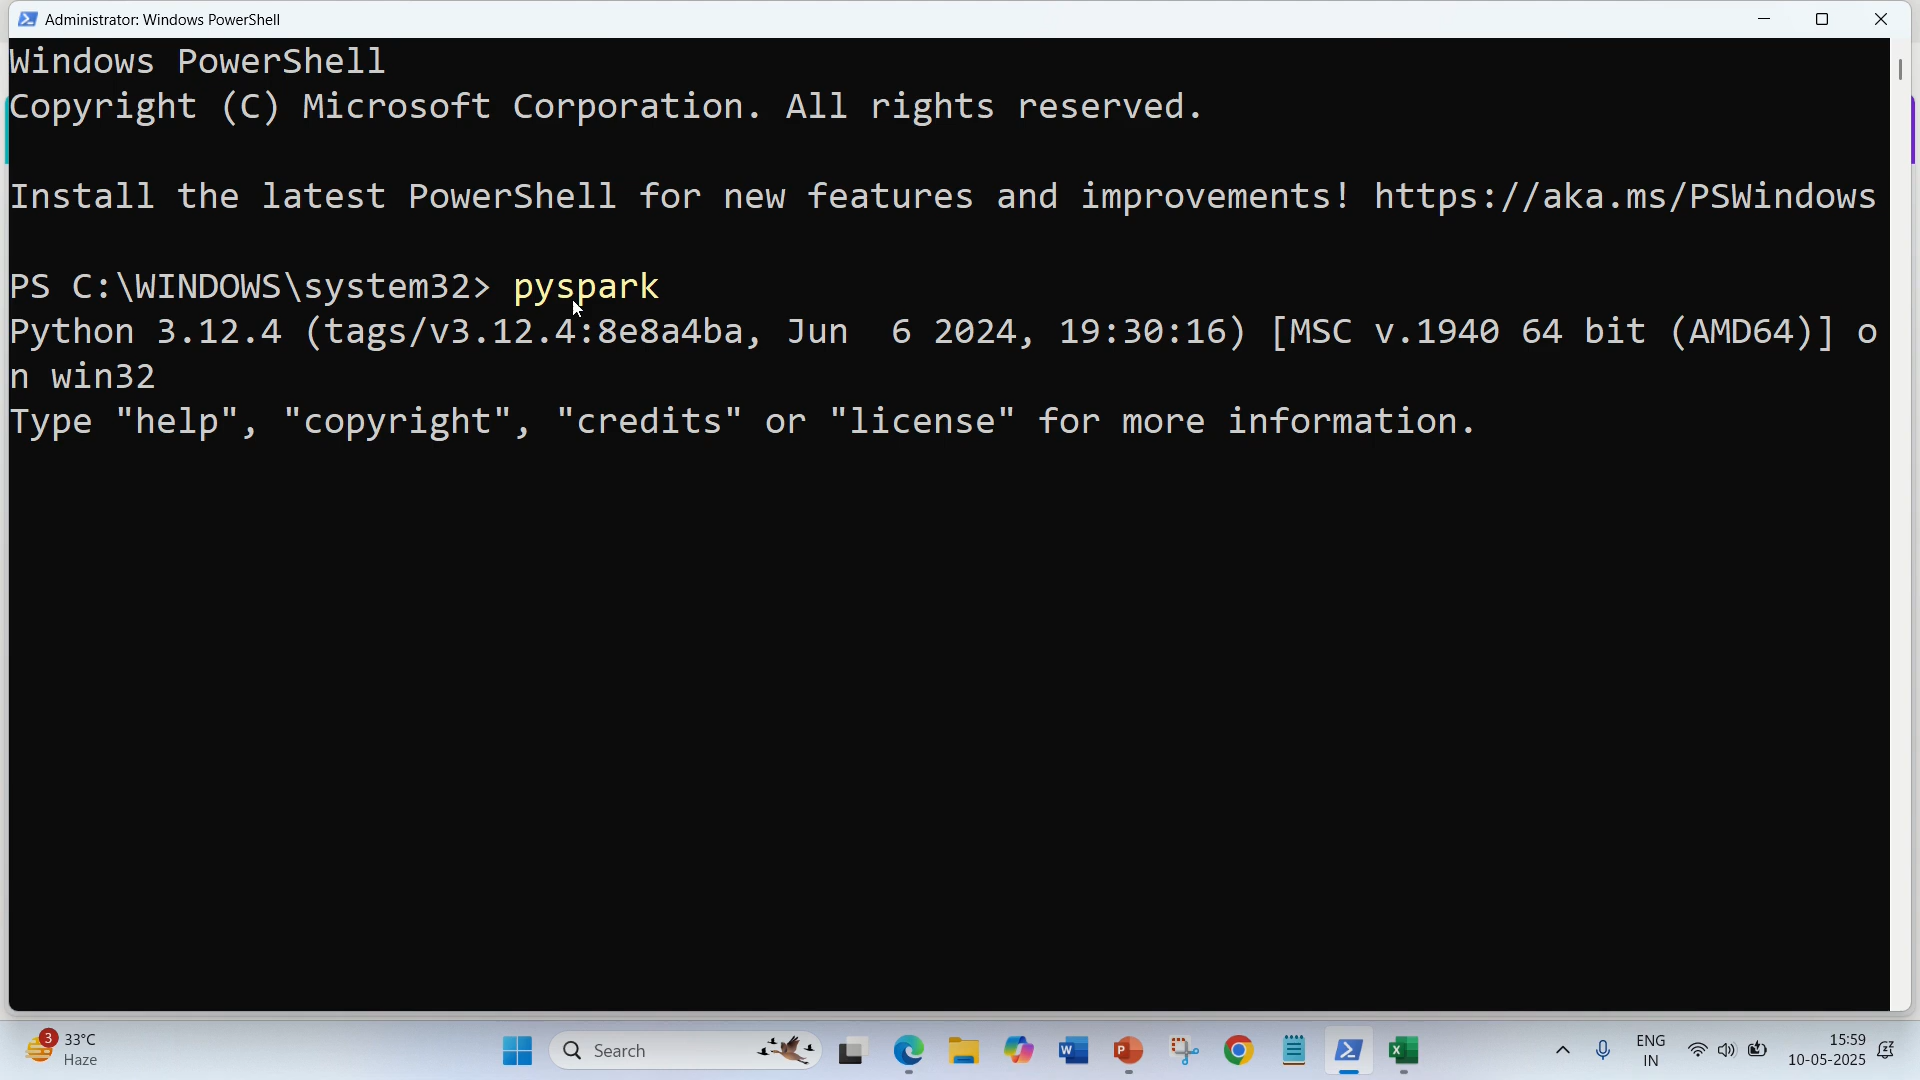 Administrator: Windows PowerShell
Windows PowerShell
Copyright (C) Microsoft Corporation. All rights reserved.
Install the latest PowerShell for new features and improvements! https://aka.ms/PSWindows
PS C:\WINDOWS\system32> pyspark
Python 3.12.4 (tags/v3.12.4:8e8a4ba, Jun  6 2024, 19:30:16) [MSC v.1940 64 bit (AMD64)] o
n win32
Type "help", "copyright", "credits" or "license" for more information.
3
33°C
Haze
Search
ENG
IN
15:59
10-05-2025